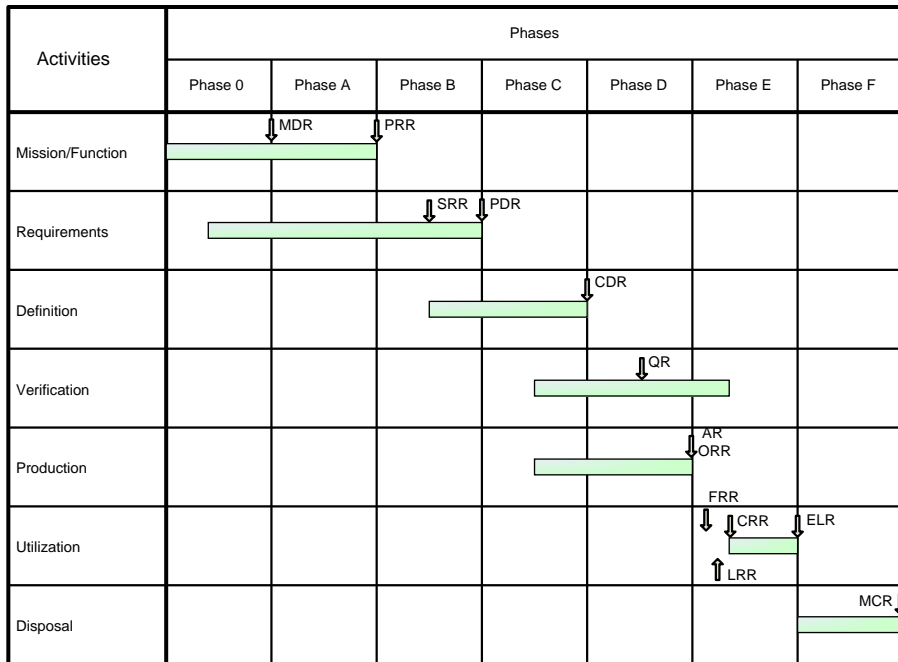 Activities
Phases
Phase 0
Phase A
Phase B
Phase C
Phase D
Phase E
Phase F
MDR
PRR
Mission/Function
SRR
PDR
Requirements
CDR
Definition
QR
Verification
AR
ORR
Production
FRR
CRR
ELR
Utilization
LRR
MCR
Disposal